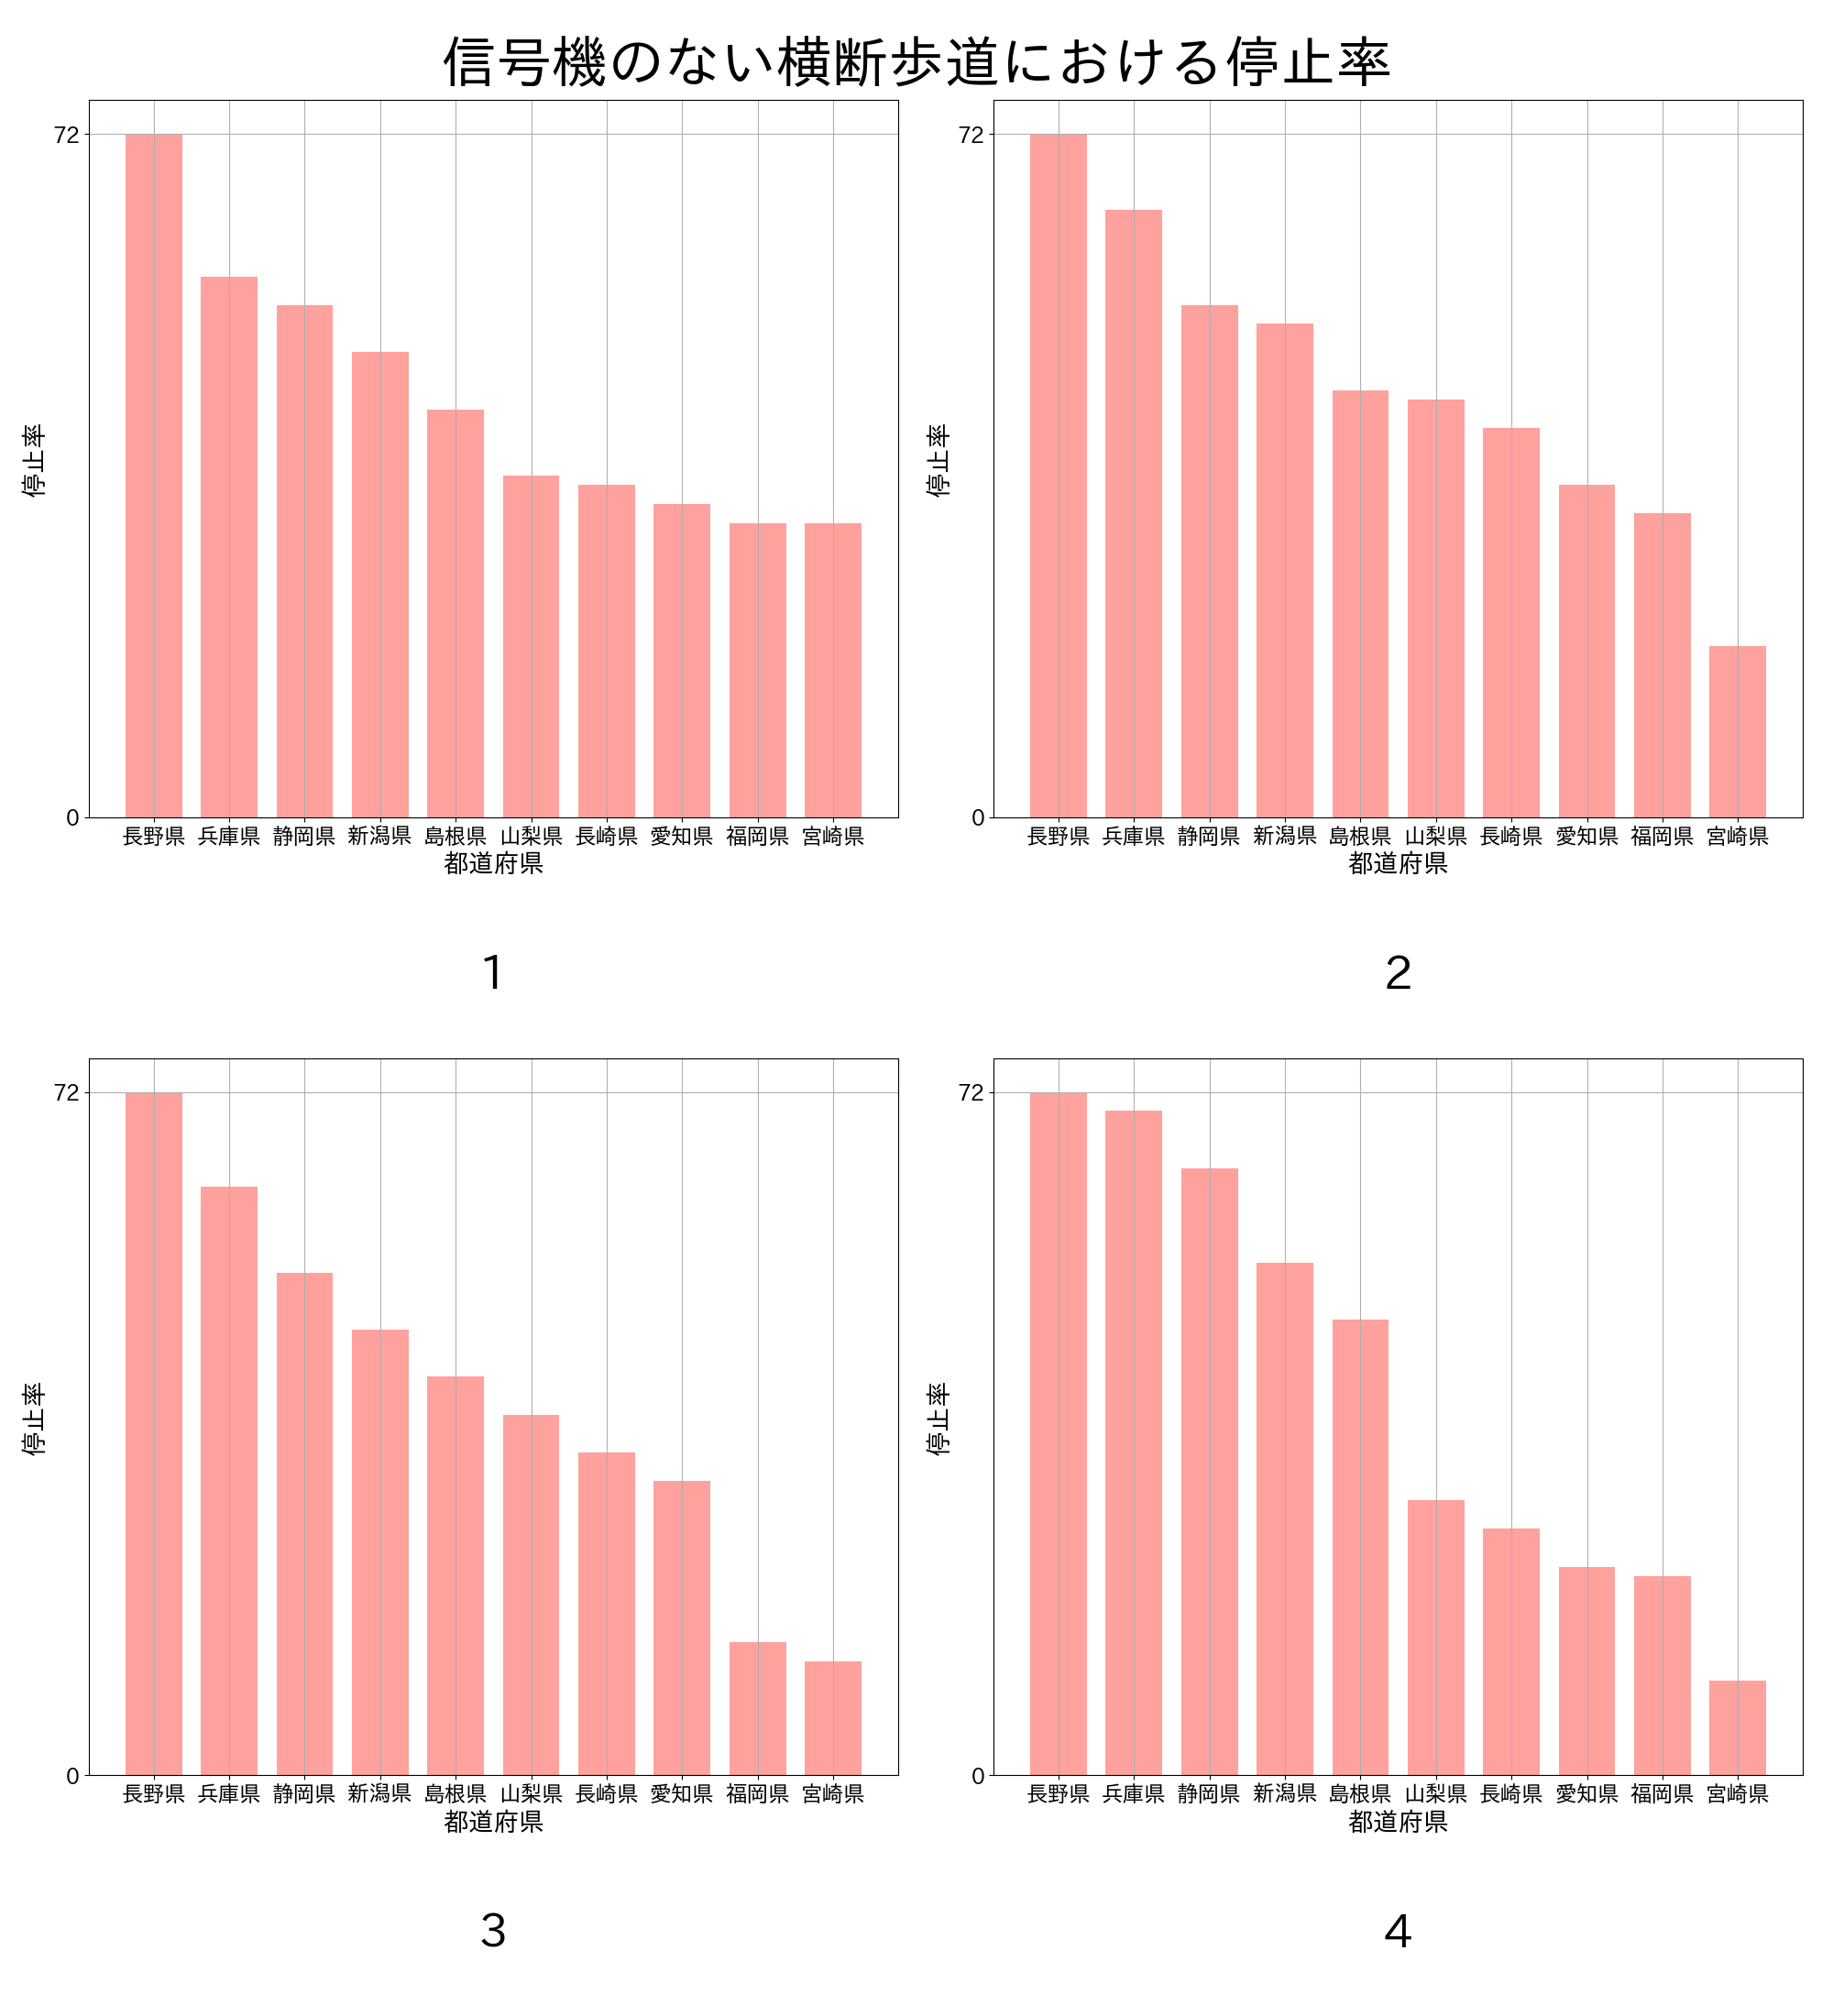 信号機のない横断歩道における停止率
72
0
停止率
長野県 兵庫県 静岡県 新潟県 島根県 山梨県 長崎県 愛知県 福岡県 宮崎県
都道府県
1
72
0
停止率
長野県 兵庫県 静岡県 新潟県 島根県 山梨県 長崎県 愛知県 福岡県 宮崎県
都道府県
2
72
0
停止率
長野県 兵庫県 静岡県 新潟県 島根県 山梨県 長崎県 愛知県 福岡県 宮崎県
都道府県
3
72
0
停止率
長野県 兵庫県 静岡県 新潟県 島根県 山梨県 長崎県 愛知県 福岡県 宮崎県
都道府県
4